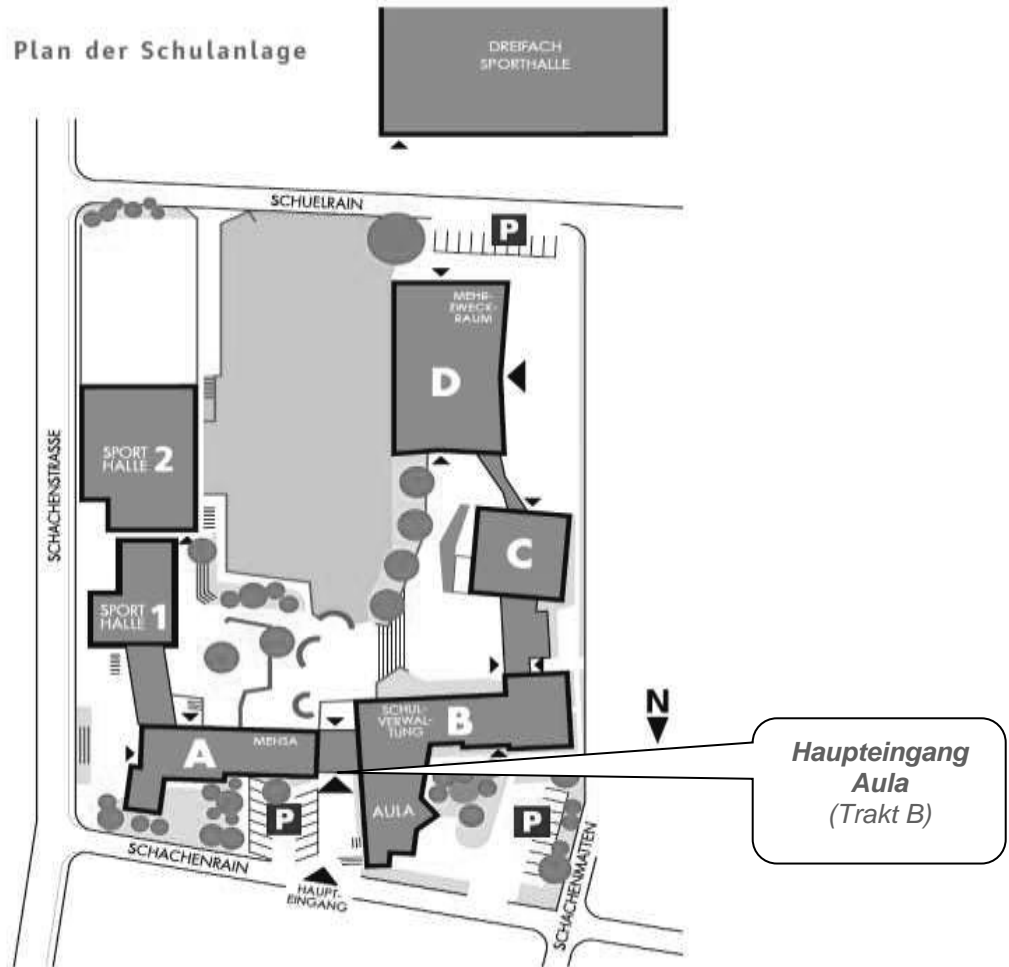 Plan der Schulanlage
DREIFACH
SPORTHALLE
SCHUELRAIN
P
MEHR-
ZWECK-
RAUM
D
SCHACHENSTRASSE
SPORT
HALLE 2
C
SPORT
HALLE 1
N
SCHUL-
VERWAL-
TUNG
B
A
MENSA
Haupteingang
Aula
(Trakt B)
P
AULA
P
SCHACHENRAIN
HAUPT-
EINGANG
SCHACHENMATTEN